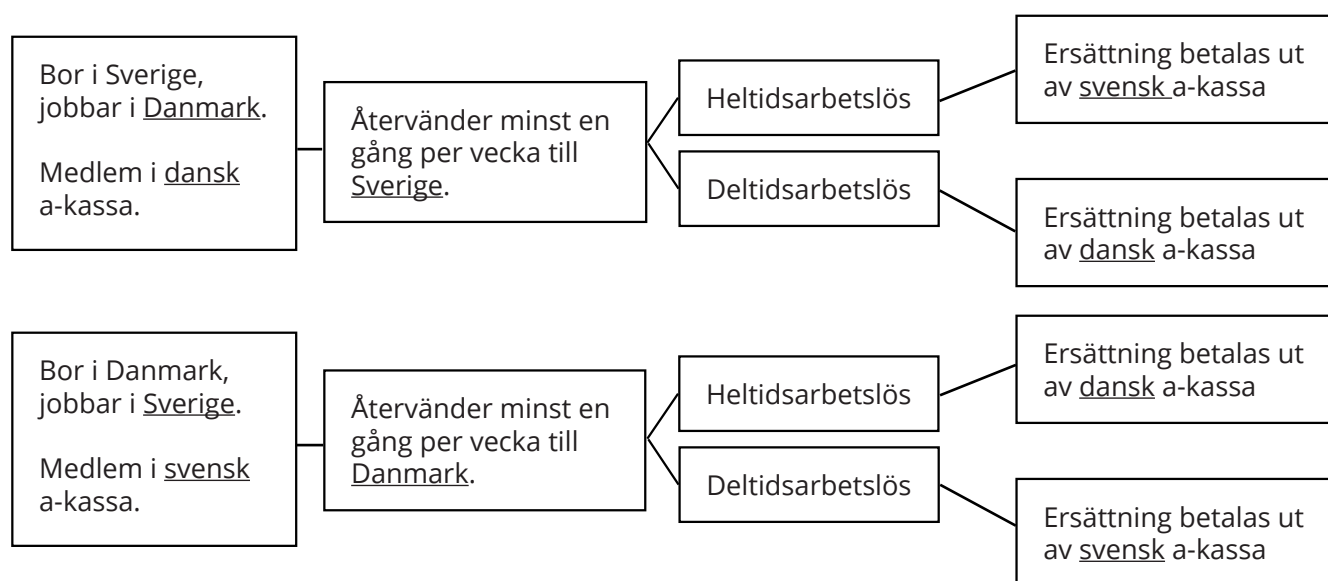 Bor i Sverige,
jobbar i Danmark.
Medlem i dansk
a-kassa.
Återvänder minst en
gång per vecka till
Sverige.
Heltidsarbetslös
Deltidsarbetslös
Ersättning betalas ut
av svensk a-kassa
Ersättning betalas ut
av dansk a-kassa
Bor i Danmark,
jobbar i Sverige.
Medlem i svensk
a-kassa.
Återvänder minst en
gång per vecka till
Danmark.
Heltidsarbetslös
Deltidsarbetslös
Ersättning betalas ut
av dansk a-kassa
Ersättning betalas ut
av svensk a-kassa